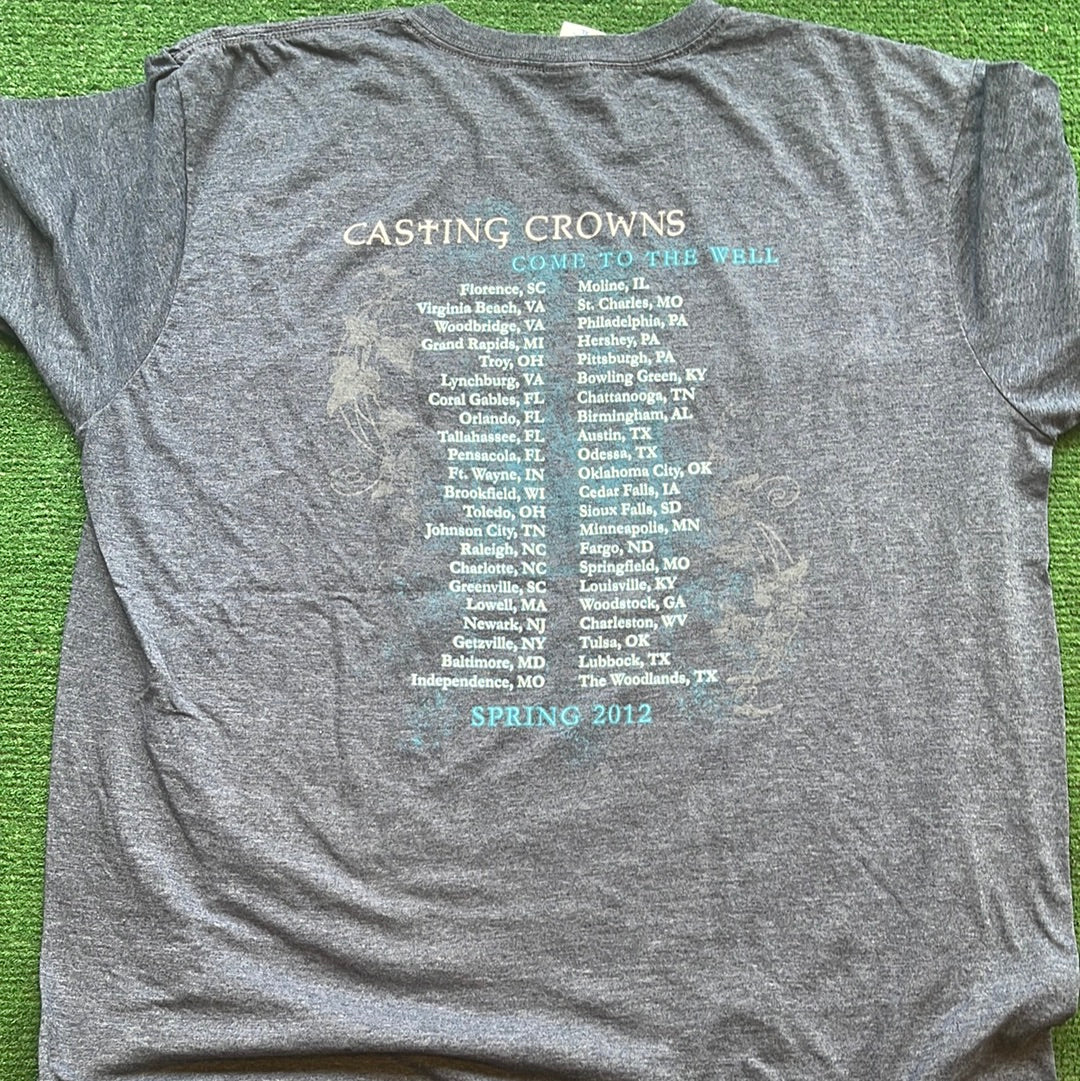 CASTING CROWNS
COME TO THE WELL
Florence, SC
Virginia Beach, VA
Woodbridge, VA
Grand Rapids, MI
Troy, OH
Lynchburg, VA
Coral Gables, FL
Orlando, FL
Tallahassee, FL
Pensacola, FL
Ft. Wayne, IN
Brookfield, WI
Toledo, OH
Johnson City, TN
Raleigh, NC
Charlotte, NC
Greenville, SC
Lowell, MA
Newark, NJ
Getzville, NY
Baltimore, MD
Independence, MO
Moline, IL
St. Charles, MO
Philadelphia, PA
Hershey, PA
Pittsburgh, PA
Bowling Green, KY
Chattanooga, TN
Birmingham, AL
Austin, TX
Odessa, TX
Oklahoma City, OK
Cedar Falls, IA
Sioux Falls, SD
Minneapolis, MN
Fargo, ND
Springfield, MO
Louisville, KY
Woodstock, GA
Charleston, WV
Tulsa, OK
Lubbock, TX
The Woodlands, TX
SPRING 2012